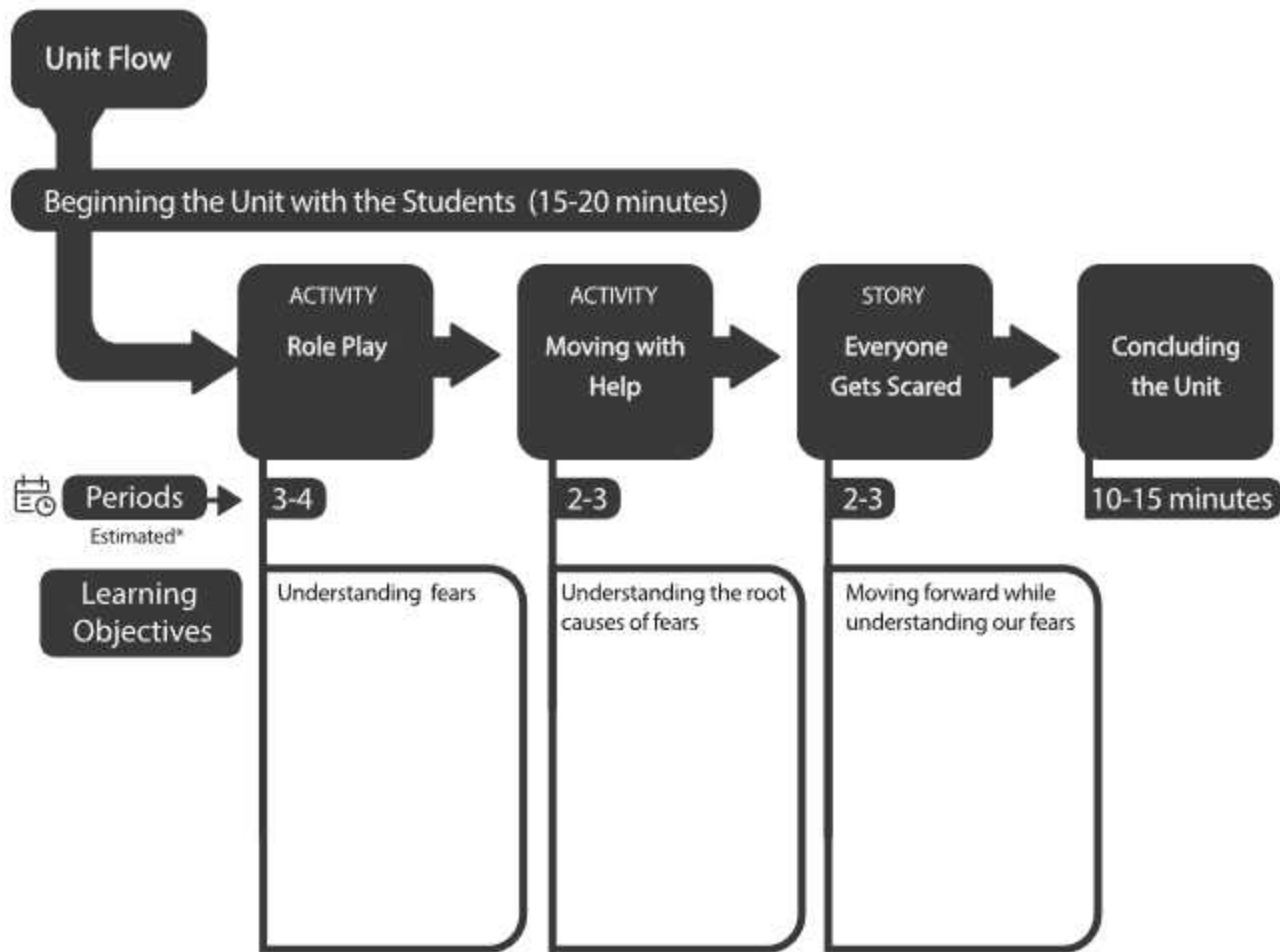 Unit Flow
Beginning the Unit with the Students (15-20 minutes)
ACTIVITY
Role Play
ACTIVITY
Moving with
Help
STORY
Everyone
Gets Scared
Concluding
the Unit
Periods
Estimated*
3-4
2-3
2-3
10-15 minutes
Learning
Objectives
Understanding fears
Understanding the root
causes of fears
Moving forward while
understanding our fears